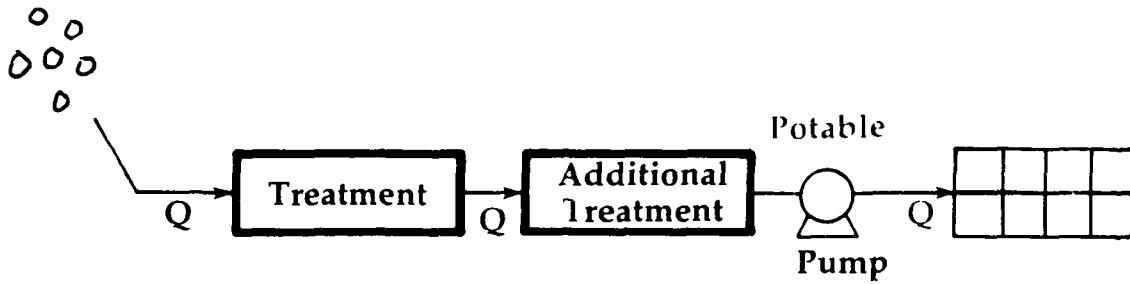 Potable
Treatment
Additional
Treatment
Q
Q
Q
Pump